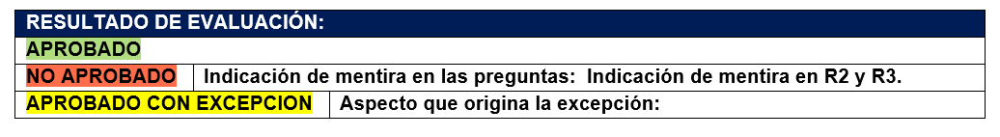 RESULTADO DE EVALUACIÓN:
APROBADO
NO APROBADO Indicación de mentira en las preguntas: Indicación de mentira en R2 y R3.
APROBADO CON EXCEPCION Aspecto que origina la excepción: